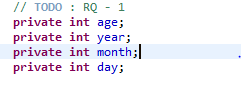 // TODO : RQ - 1
private int age;
private int year;
private int month;
private int day;